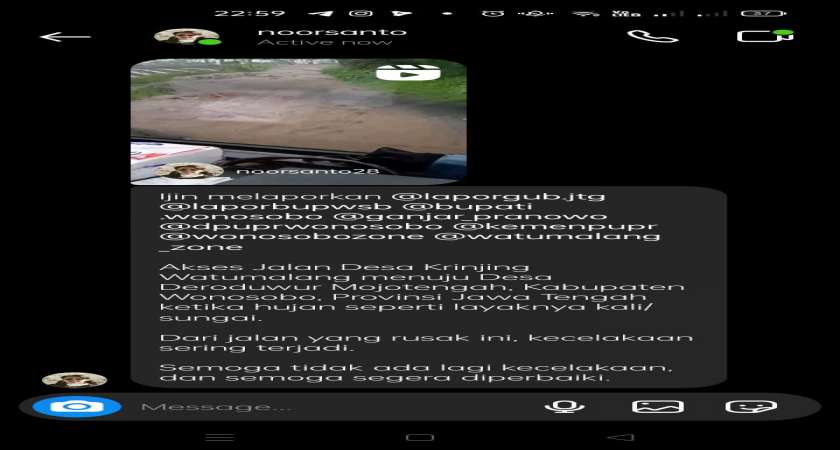 22:59
Vo
LTE
87
noorsanto
Active now
noorsanto28
Ijin melaporkan @laporgub.jtg
@laporbupwsb @bupati
.wonosobo @ganjar_pranowo
@dpuprwonosobo @kemenpupr
@wonosobozone @watumalang
_zone
Akses Jalan Desa Krinjing
Watumalang menuju Desa
Deroduwur Mojotengah, Kabupaten
Wonosobo, Provinsi Jawa Tengah
ketika hujan seperti layaknya kali/
sungai.
Dari jalan yang rusak ini, kecelakaan
sering terjadi.
Semoga tidak ada lagi kecelakaan,
dan semoga segera diperbaiki.
Message...